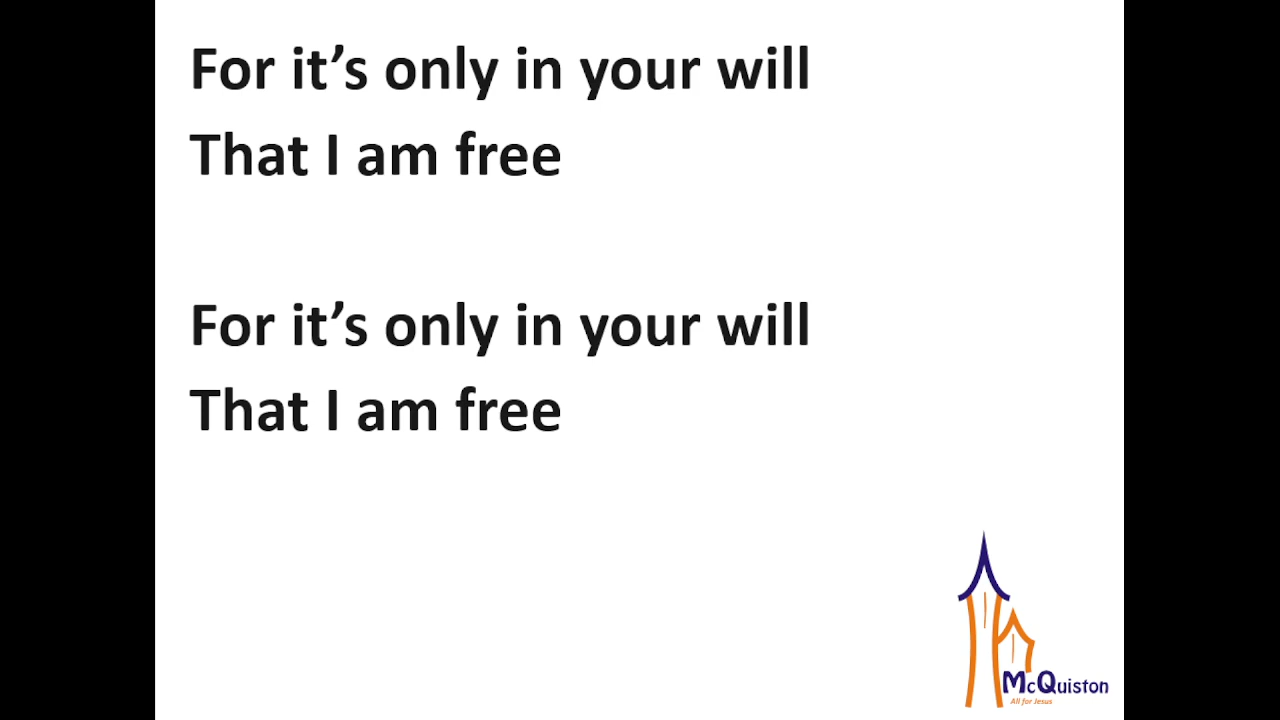 For it’s only in your will
That I am free
For it’s only in your will
That I am free
McQuiston
All for Jesus